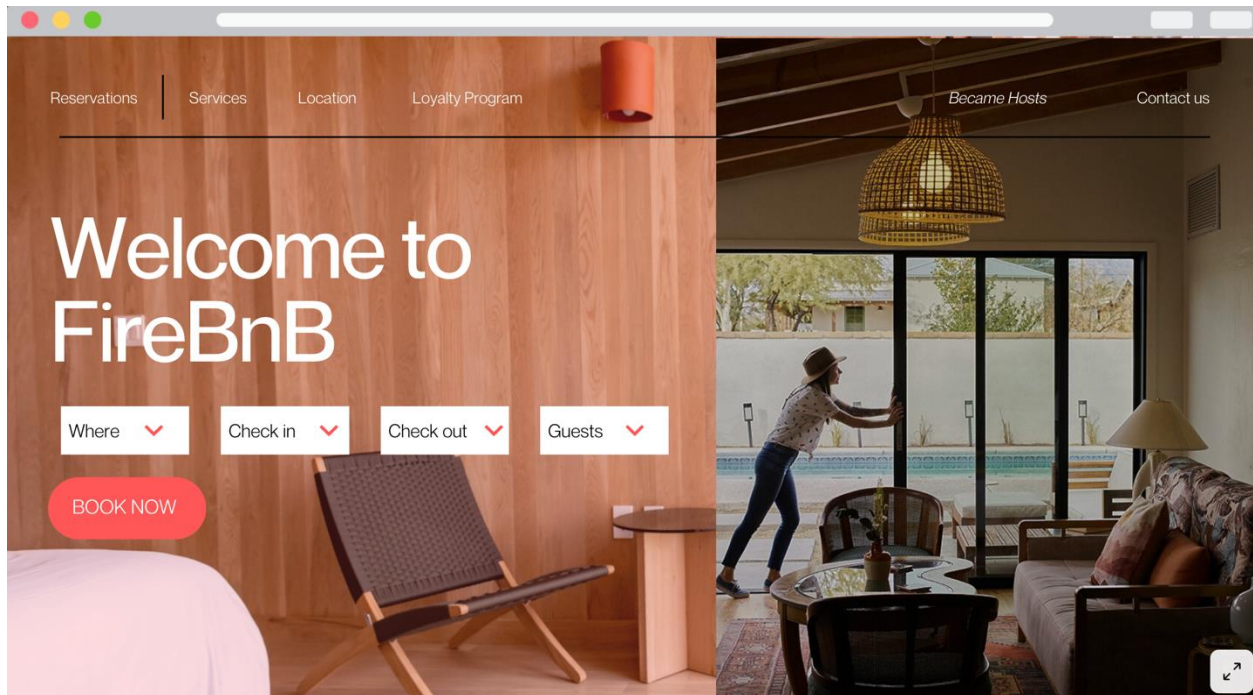 Reservations Services Location Loyalty Program Became Hosts Contact us
Welcome to
FireBnB
Where Check in Check out Guests
BOOK NOW